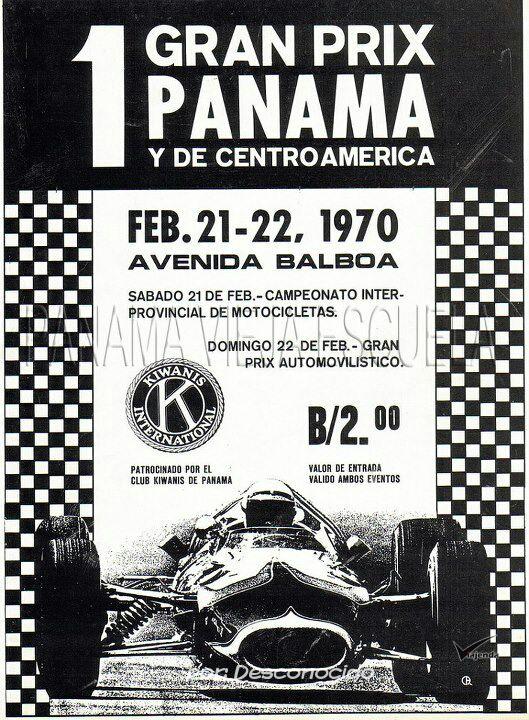 1 GRAN PRIX
PANAMA
Y DE CENTROAMERICA
FEB. 21-22, 1970
AVENIDA BALBOA
SABADO 21 DE FEB.-CAMPEONATO INTER-
PROVINCIAL DE MOTOCICLETAS.
PANAMA VIEJA ESCUELA
DOMINGO 22 DE FEB.-GRAN
PRIX AUTOMOVILISTICO.
KIWANIS
K
INTERNATIONAL
B/2.00
PATROCINADO POR EL
CLUB KIWANIS DE PANAMA
VALOR DE ENTRADA
VALIDO AMBOS EVENTOS
Por: Desconocido